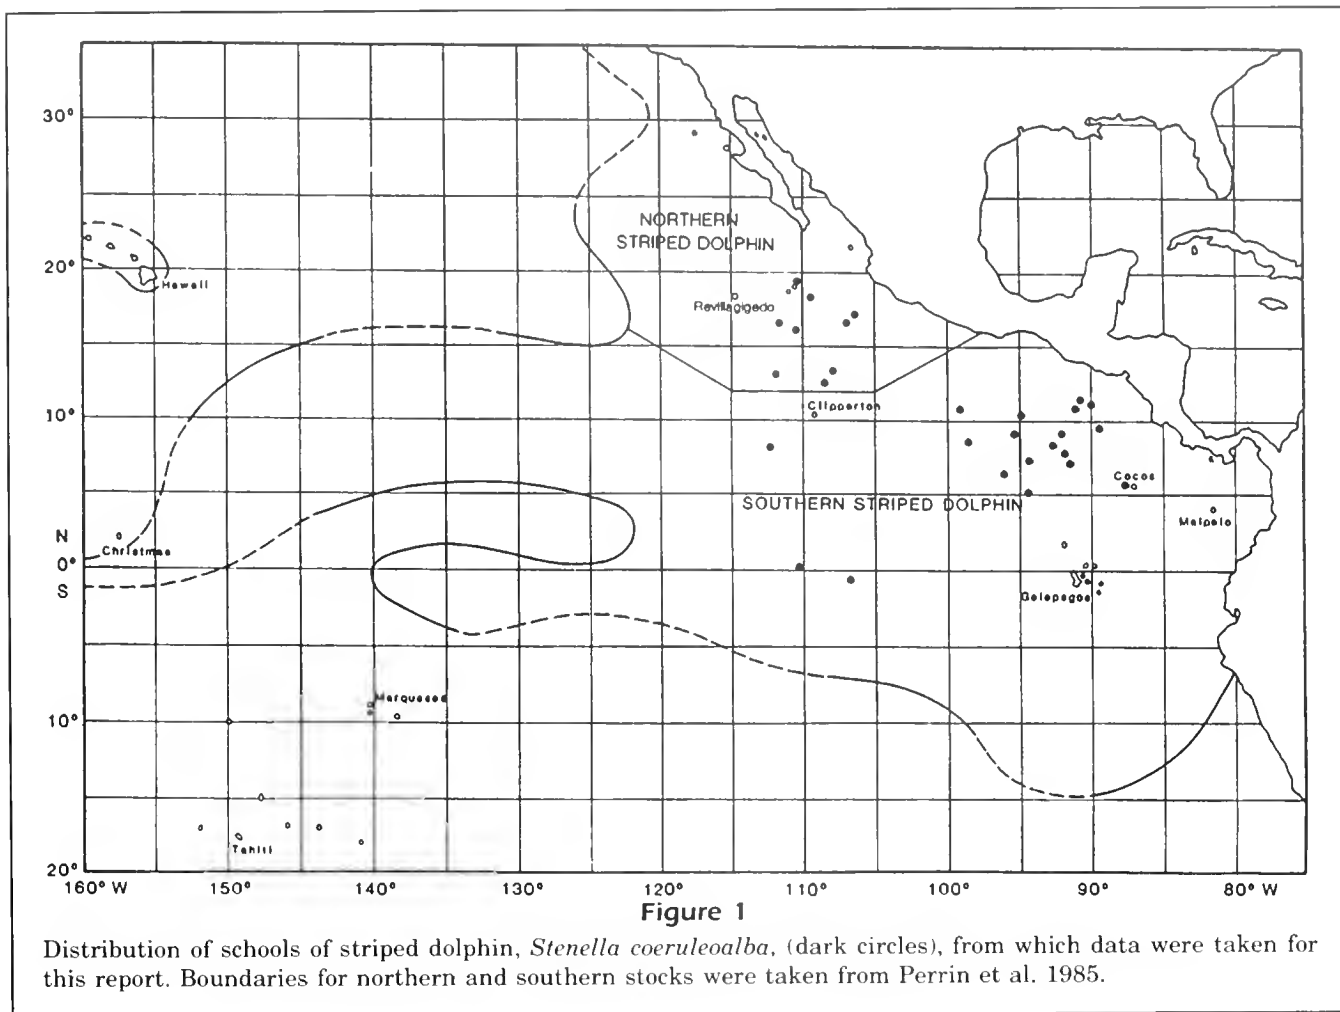 30°
NORTHERN
STRIPED DOLPHIN
20°
Hawaii
Revillagigedo
10°
Clipperton
Cocos
SOUTHERN STRIPED DOLPHIN
Malpelo
N
Christmas
0°
S
Galapagos
Marquesas
10°
Tahiti
20°
160° W 150° 140° 130° 120° 110° 100° 90° 80° W
Figure 1
Distribution of schools of striped dolphin, Stenella coeruleoalba, (dark circles), from which data were taken for
this report. Boundaries for northern and southern stocks were taken from Perrin et al. 1985.